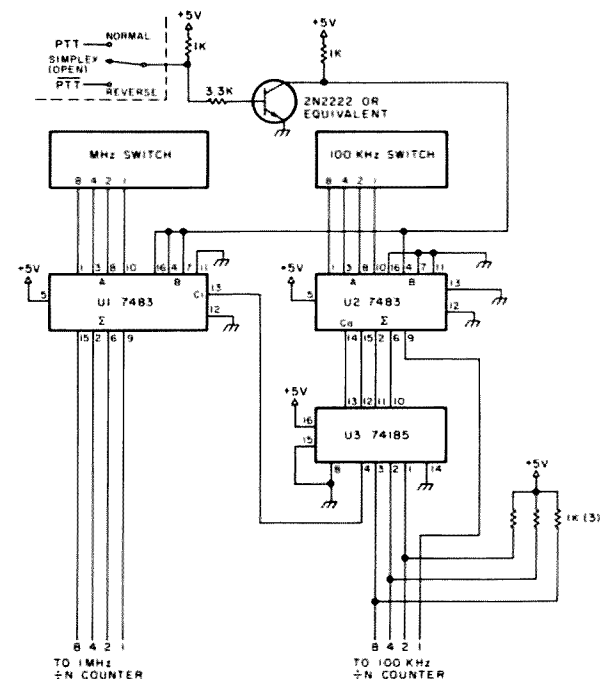 +5V
+5V
PTT
NORMAL
1K
1K
SIMPLEX
(OPEN)
PTT
REVERSE
3.3K
2N2222 OR
EQUIVALENT
MHz SWITCH
8 4 2 1
100 KHz SWITCH
8 4 2 1
+5V
1 3 8 10 16 4 7 11
A B
5
U1 7483
Ci
13
12
Σ
15 2 6 9
+5V
1 3 8 10 16 4 7 11
A B
5
U2 7483
13
12
Co Σ
14 15 2 6 9
+5V
13 12 11 10
16
15
U3 74185
8 4 3 2 1 14
+5V
1K (3)
8 4 2 1
TO 1MHz
÷N COUNTER
8 4 2 1
TO 100 KHz
÷N COUNTER